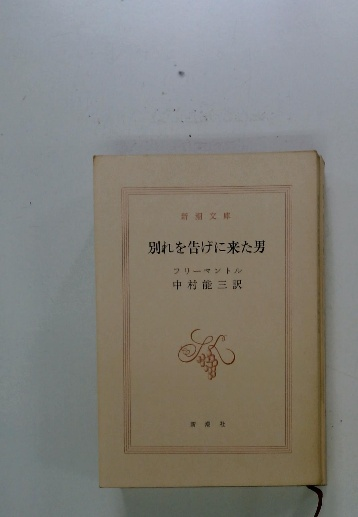 新潮文庫
別れを告げに来た男
フリーマントル
中村能三訳
新潮社